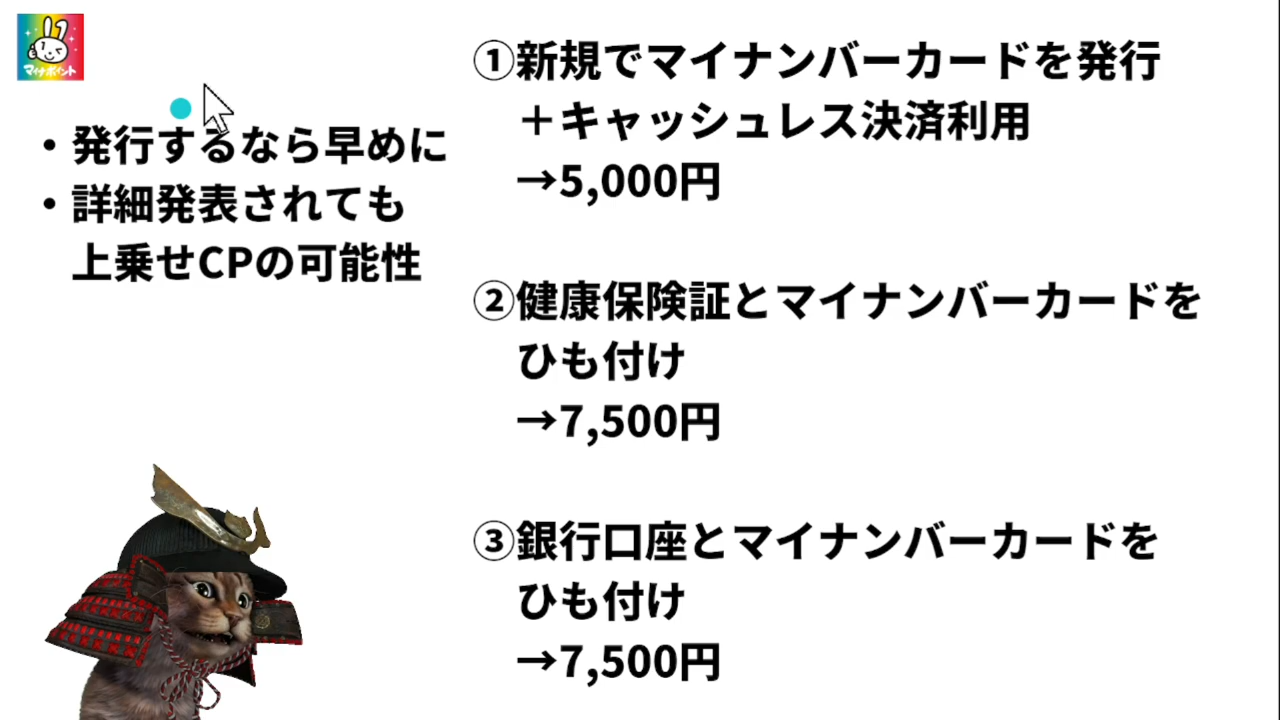 マイナポイント
・発行するなら早めに
・詳細発表されても
上乗せCPの可能性
①新規でマイナンバーカードを発行
＋キャッシュレス決済利用
→5,000円
②健康保険証とマイナンバーカードを
ひも付け
→7,500円
③銀行口座とマイナンバーカードを
ひも付け
→7,500円